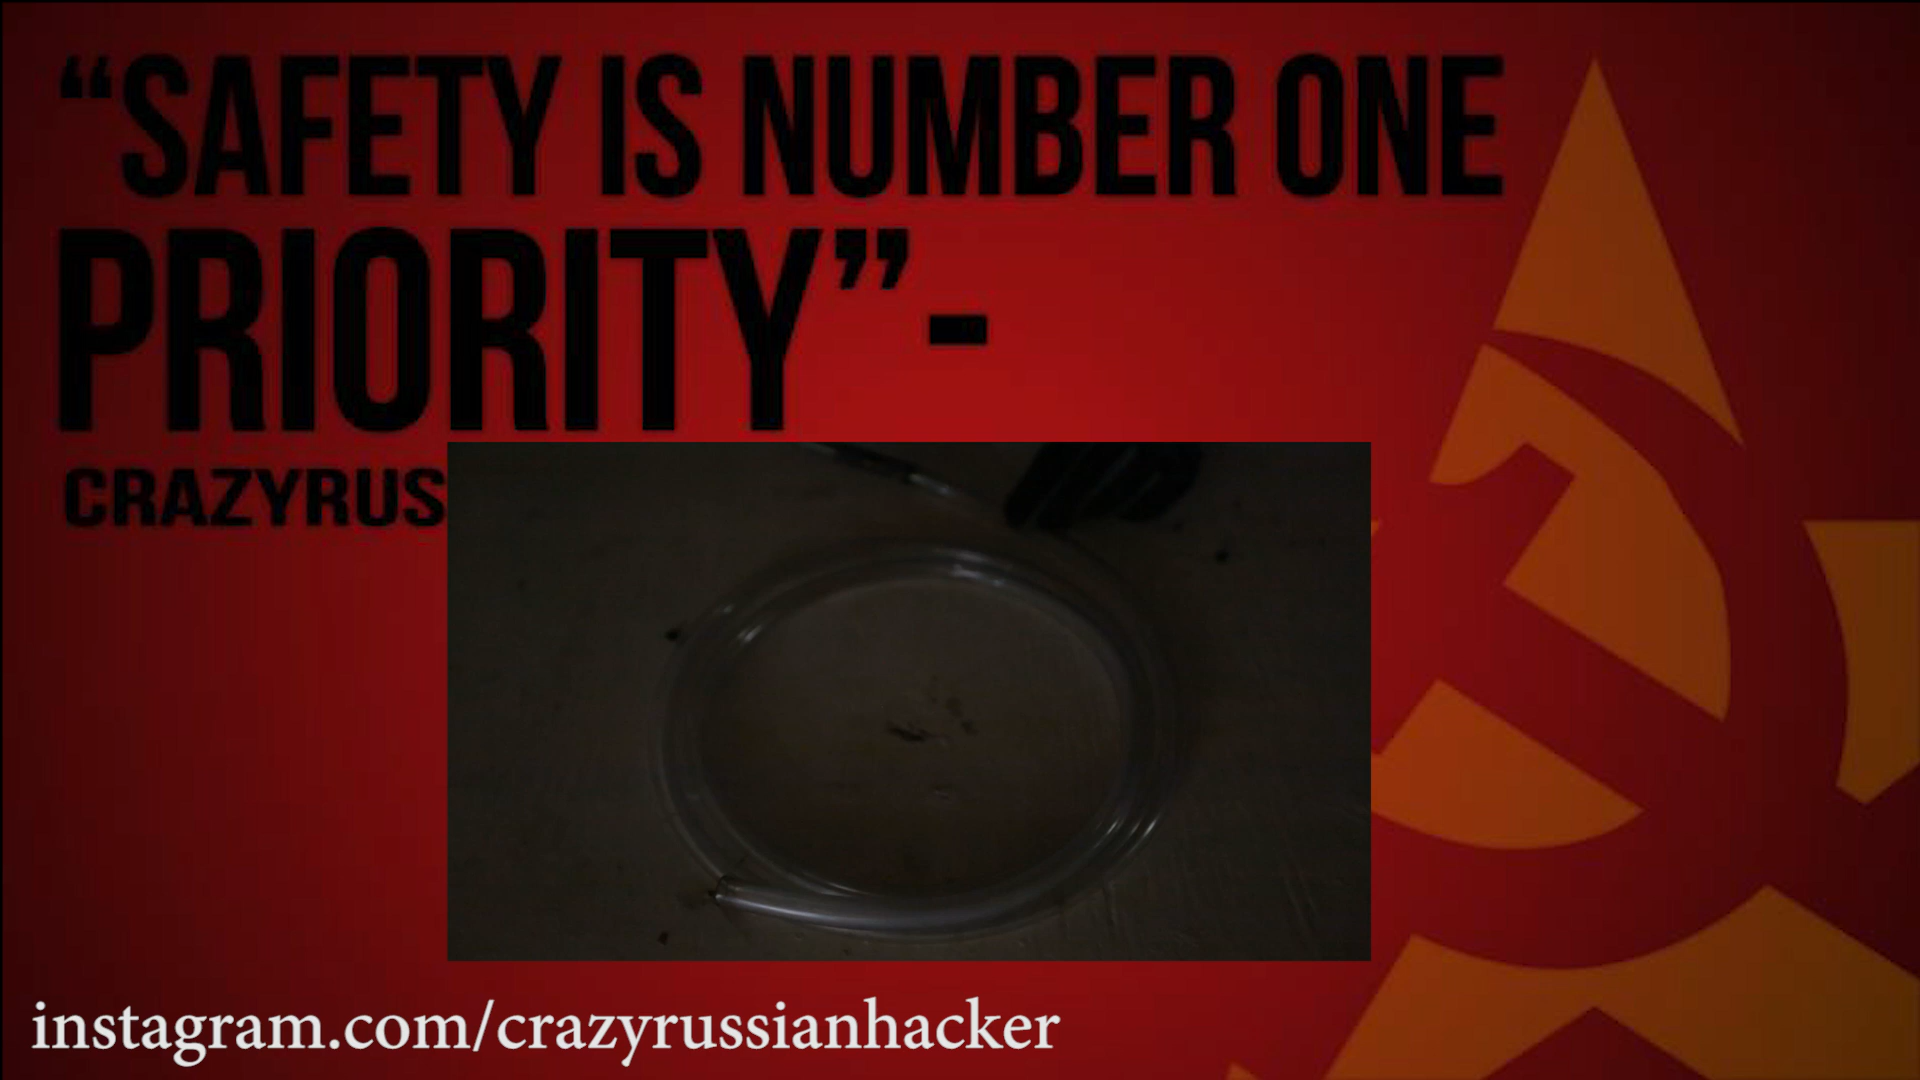 “SAFETY IS NUMBER ONE
PRIORITY”-
CRAZYRUS
instagram.com/crazyrussianhacker